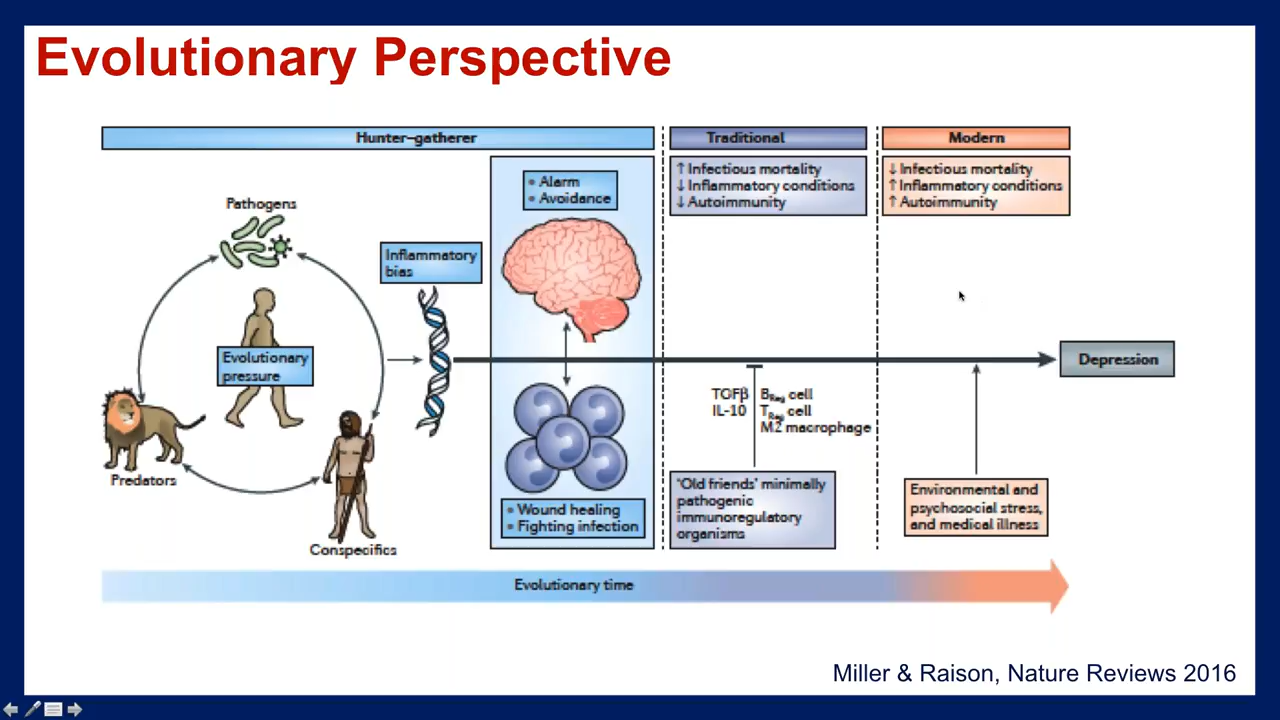 Evolutionary Perspective
Hunter–gatherer
Pathogens
Evolutionary
pressure
Predators
Conspecifics
Inflammatory
bias
• Alarm
• Avoidance
• Wound healing
• Fighting infection
Traditional
↑ Infectious mortality
↓ Inflammatory conditions
↓ Autoimmunity
TGFβ
IL-10
BReg cell
TReg cell
M2 macrophage
‘Old friends’ minimally
pathogenic
immunoregulatory
organisms
Modern
↓ Infectious mortality
↑ Inflammatory conditions
↑ Autoimmunity
Environmental and
psychosocial stress,
and medical illness
Depression
Evolutionary time
Miller & Raison, Nature Reviews 2016